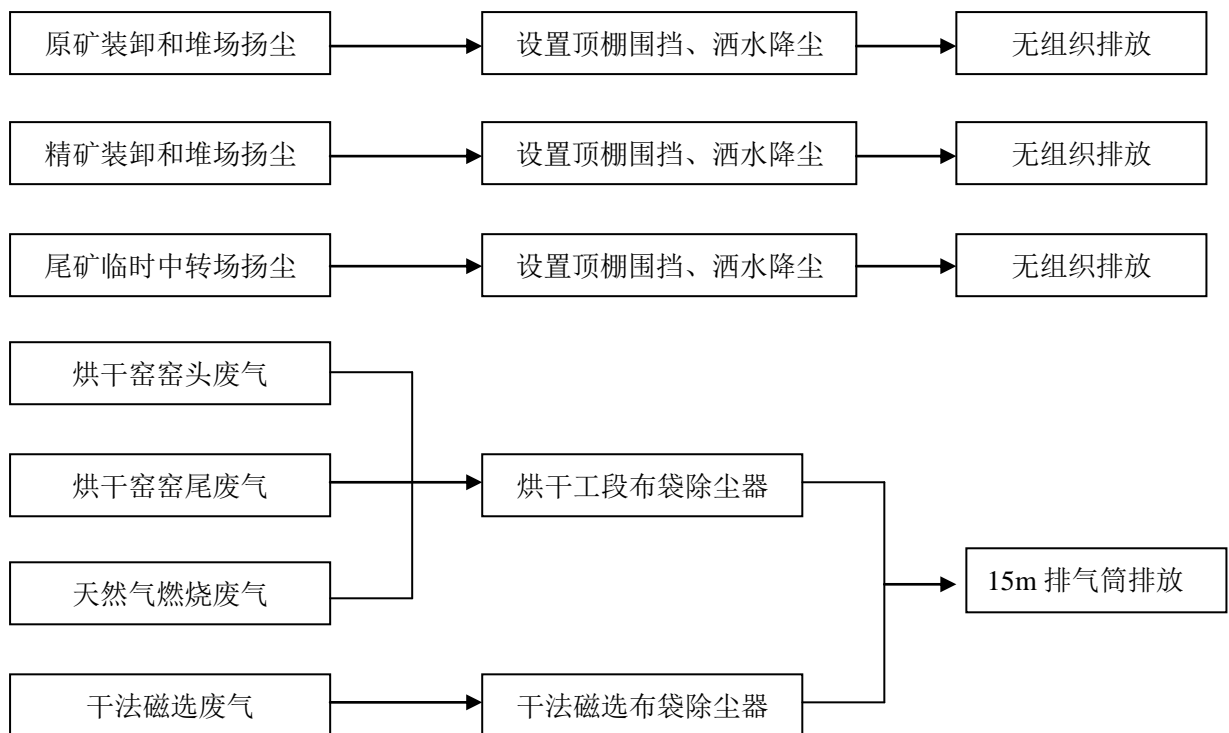 原矿装卸和堆场扬尘 设置顶棚围挡、洒水降尘 无组织排放
精矿装卸和堆场扬尘 设置顶棚围挡、洒水降尘 无组织排放
尾矿临时中转场扬尘 设置顶棚围挡、洒水降尘 无组织排放
烘干窑窑头废气
烘干窑窑尾废气 烘干工段布袋除尘器
天然气燃烧废气 15m 排气筒排放
干法磁选废气 干法磁选布袋除尘器